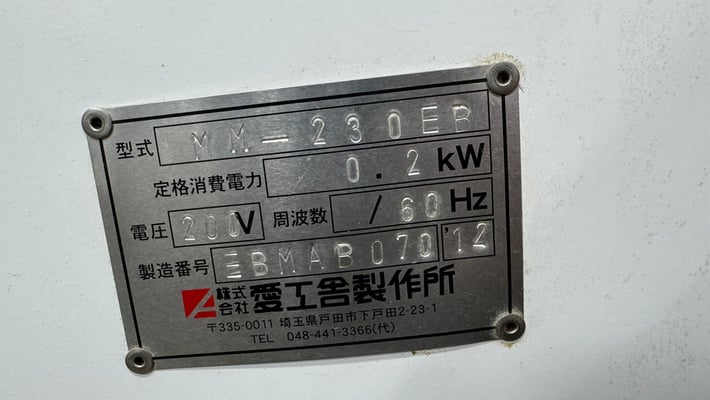 型式 MM-230EB
定格消費電力 0.2 kW
電圧 200V 周波数 /60Hz
製造番号 EBMAB070 '12
株式会社 愛工舎製作所
〒335-0011 埼玉県戸田市下戸田2-23-1
TEL 048-441-3366(代)